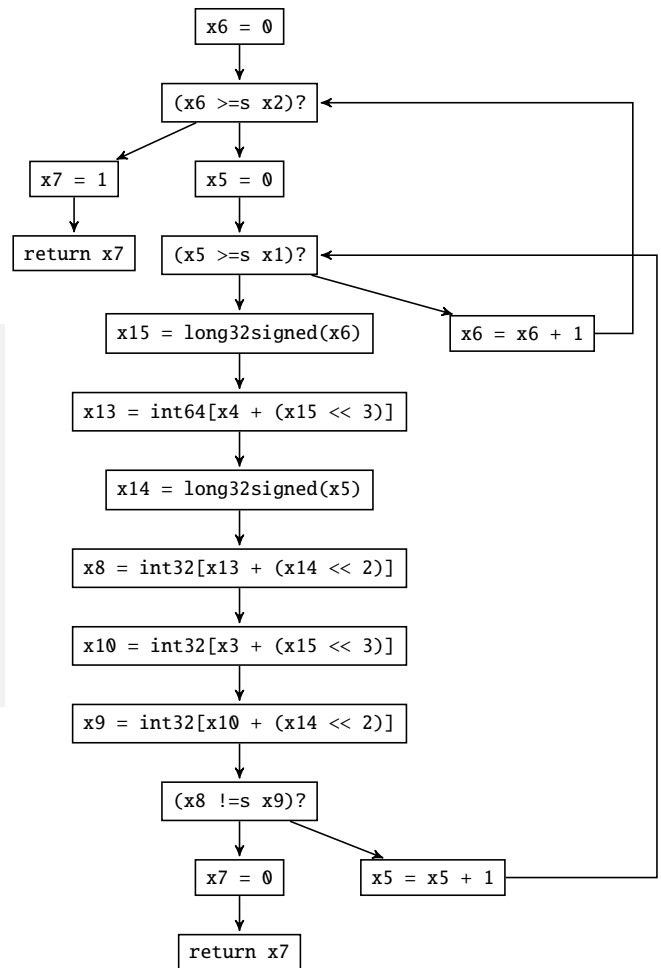 x6 = 0
(x6 >=s x2)?
x7 = 1
x5 = 0
return x7
(x5 >=s x1)?
x15 = long32signed(x6)
x6 = x6 + 1
x13 = int64[x4 + (x15 << 3)]
x14 = long32signed(x5)
x8 = int32[x13 + (x14 << 2)]
x10 = int32[x3 + (x15 << 3)]
x9 = int32[x10 + (x14 << 2)]
(x8 !=s x9)?
x7 = 0
x5 = x5 + 1
return x7